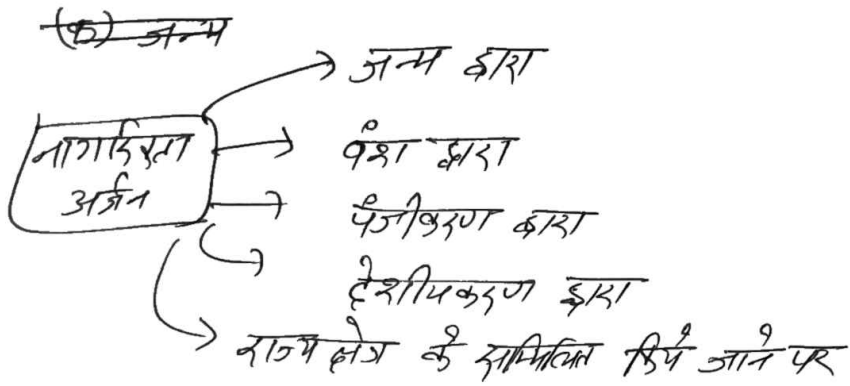 (क) जन्म
जन्म द्वारा
नागरिकता
अर्जन
वंश द्वारा
पंजीकरण द्वारा
देशीयकरण द्वारा
राज्य क्षेत्र के सम्मिलित किये जाने पर